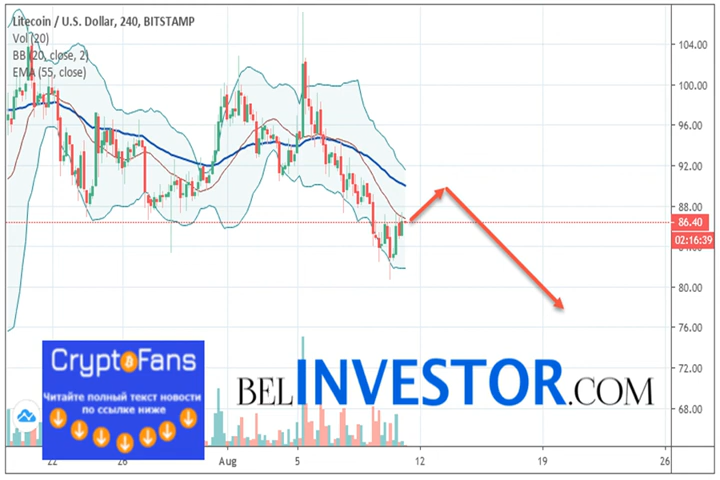 Litecoin / U.S. Dollar, 240, BITSTAMP
Vol (20)
BB (20, close, 2)
EMA (55, close)
104.00
100.00
96.00
92.00
88.00
86.40
02:16:39
84.00
80.00
76.00
72.00
68.00
CryptoFans
Читайте полный текст новости
по ссылке ниже
BELINVESTOR.COM
22
26
Aug
5
12
19
26